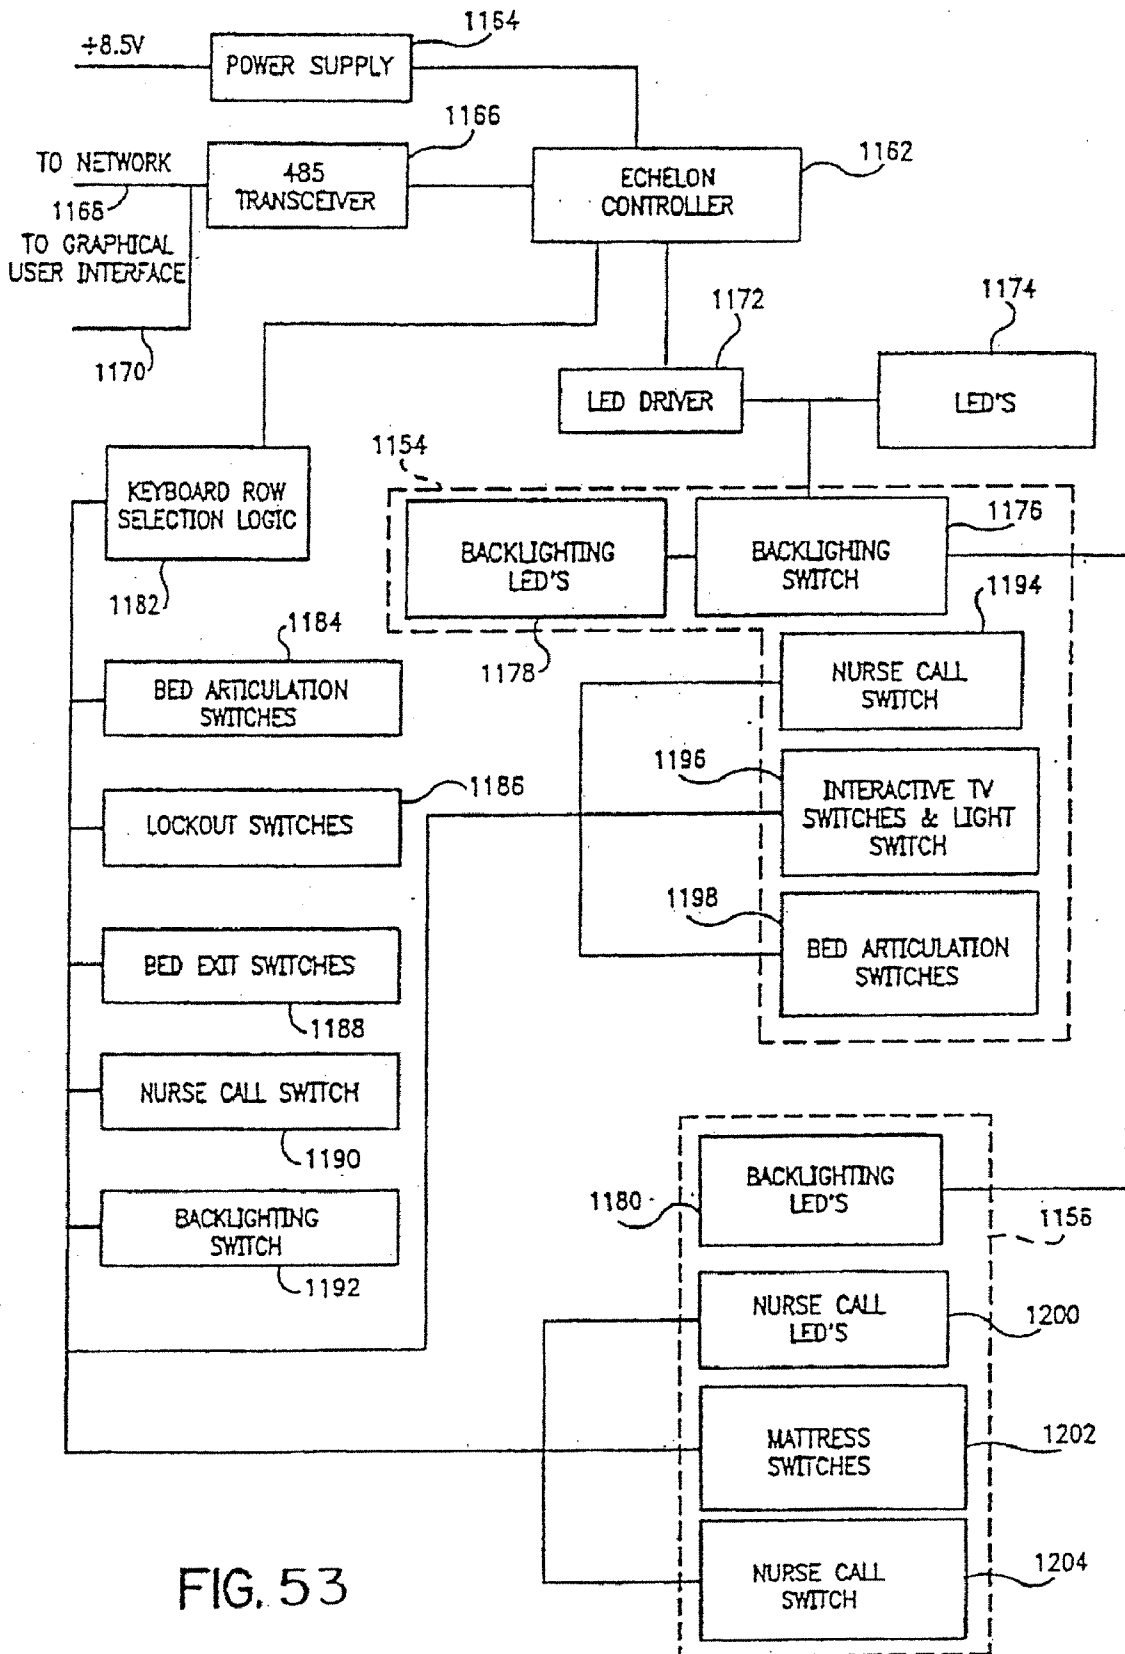 1164
+8.5V
POWER SUPPLY
1166
TO NETWORK
485
TRANSCEIVER
1162
ECHELON
CONTROLLER
1168
TO GRAPHICAL
USER INTERFACE
1170
1172
1174
LED DRIVER
LED'S
1154
KEYBOARD ROW
SELECTION LOGIC
1182
BACKLIGHTING
LED'S
1178
BACKLIGHING
SWITCH
1176
1194
1184
BED ARTICULATION
SWITCHES
NURSE CALL
SWITCH
1186
LOCKOUT SWITCHES
1196
INTERACTIVE TV
SWITCHES & LIGHT
SWITCH
1198
BED ARTICULATION
SWITCHES
BED EXIT SWITCHES
1188
NURSE CALL SWITCH
1190
BACKLIGHTING
SWITCH
1192
1180
BACKLIGHTING
LED'S
1156
NURSE CALL
LED'S
1200
MATTRESS
SWITCHES
1202
NURSE CALL
SWITCH
1204
FIG. 53